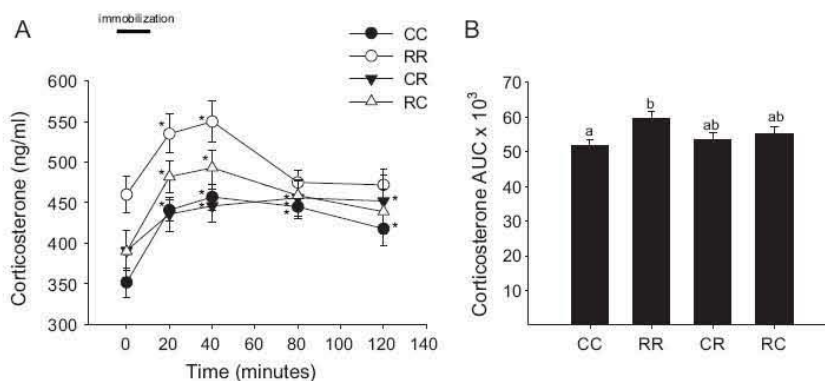 immobilization
A
CC
RR
CR
RC
600
550
500
450
400
350
300
Corticosterone (ng/ml)
* * * * * * * * * * *
0 20 40 80 120 140
Time (minutes)
B
70
60
50
40
30
20
10
Corticosterone AUC x 10³
a b ab ab
CC RR CR RC